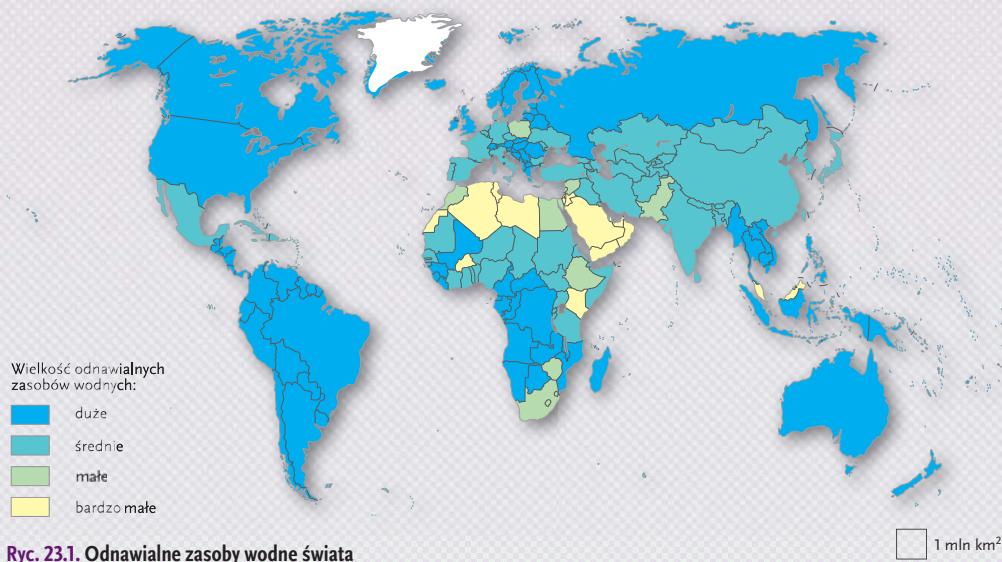 Wielkość odnawialnych
zasobów wodnych:
duże
średnie
małe
bardzo małe
Ryc. 23.1. Odnawialne zasoby wodne świata
1 mln km²